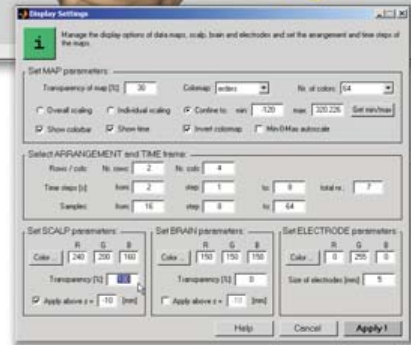 Display Settings
i
Manage the display options of data maps, scalp, brain and electrodes and set the arrangement and time steps of the maps.
Set MAP parameters:
Transparency of map [%]: 30 Colormap: Nr. of colors: 64
Overall scaling Individual scaling Confine to: min: -120 max: 320.226 Get min/max
Show colorbar Show time Invert colormap Min-0-Max autoscale
Select ARRANGEMENT and TIME frame:
Rows / cols: Nr. rows: 2 Nr. cols: 4
Time steps [s]: from: 2 step: 1 to: 8 total nr.: 7
Samples: from: 16 step: 8 to: 64
Set SCALP parameters: Set BRAIN parameters: Set ELECTRODE parameters:
R G B R G B R G B
Color ... 240 200 160 Color ... 150 150 150 Color ... 0 255 0
Transparency [%]: Transparency [%]: 0 Size of electrodes [mm]: 5
Apply above z = -10 [mm] Apply above z = -10 [mm]
Help Cancel Apply !